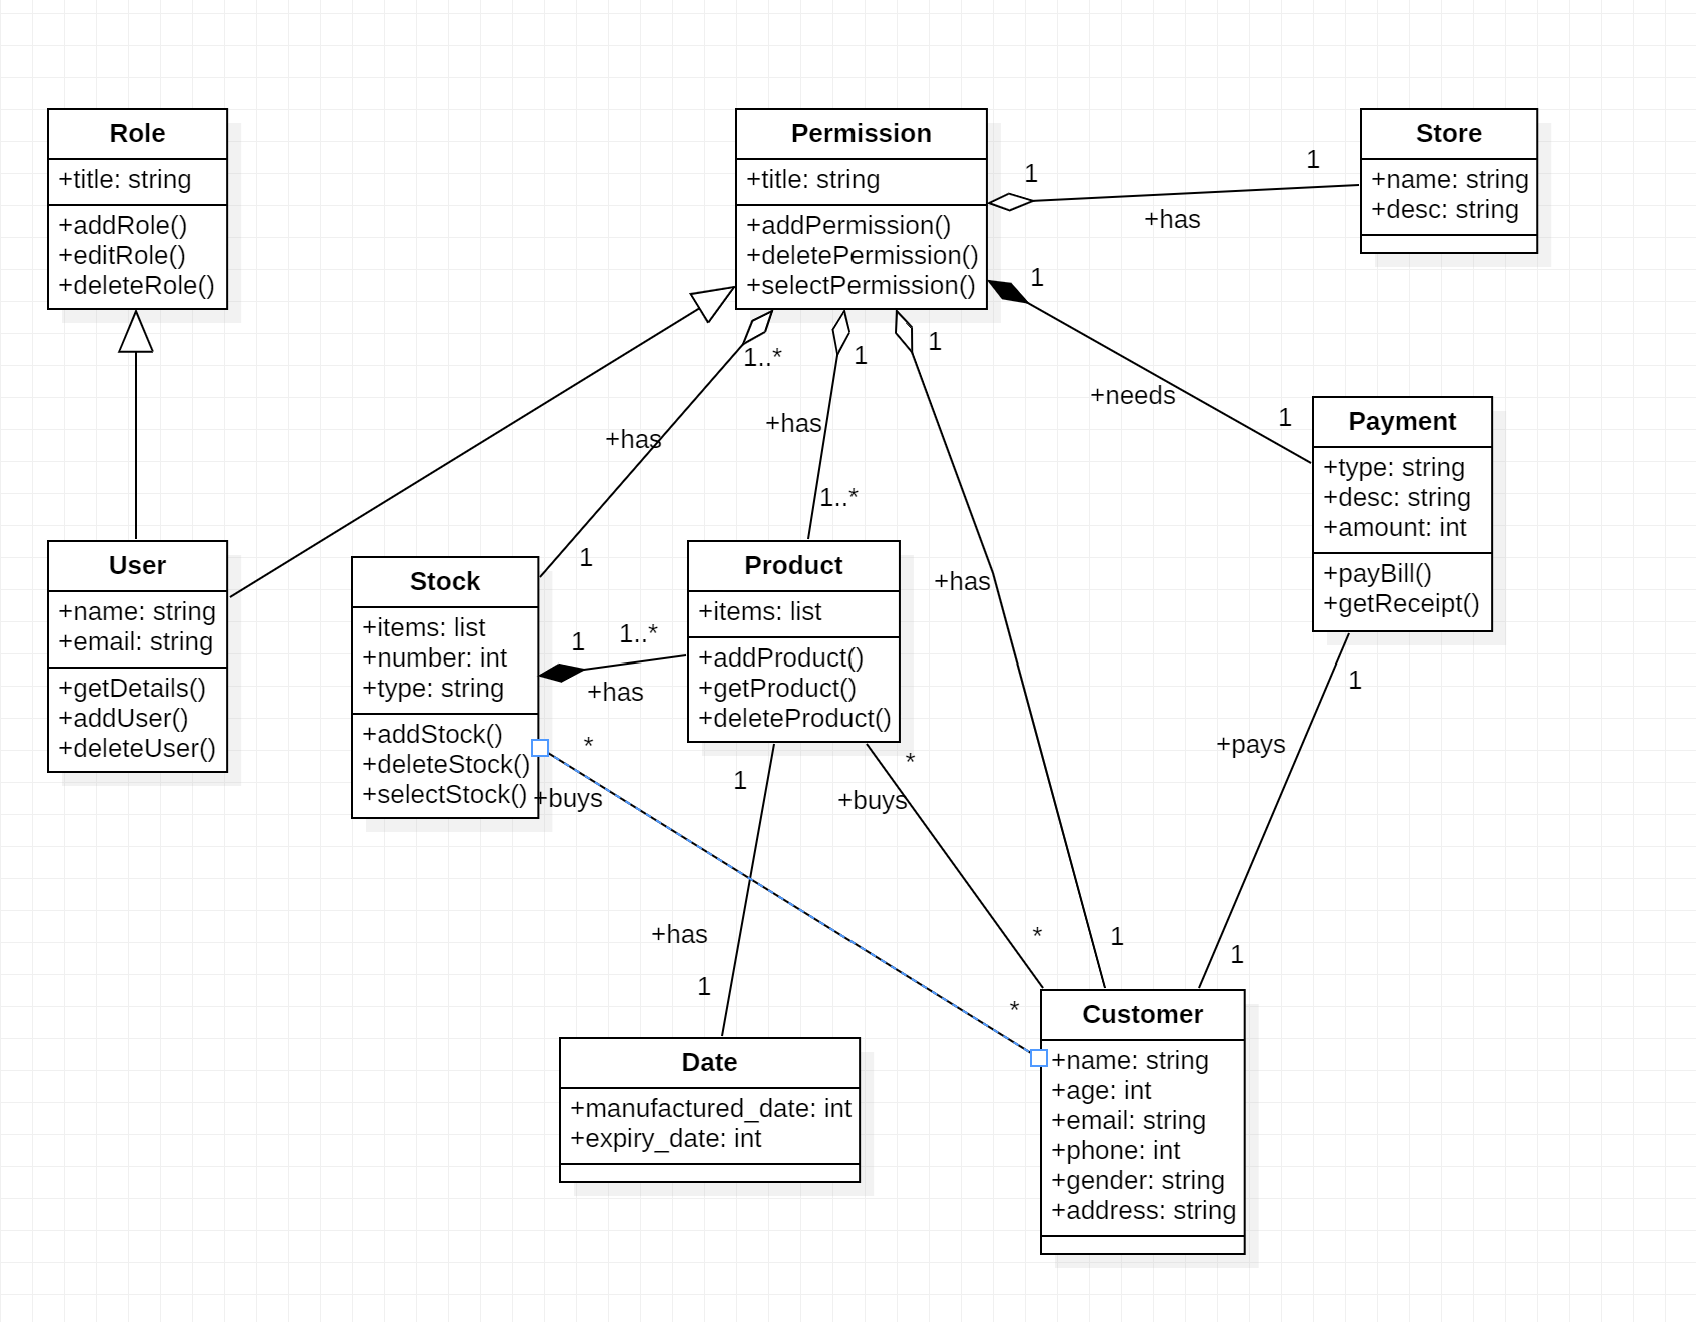 Role
+title: string
+addRole()
+editRole()
+deleteRole()
Permission
+title: string
+addPermission()
+deletePermission()
+selectPermission()
Store
+name: string
+desc: string
1
1
+has
1
+needs
1
1..*
+has
1
1
+has
1..*
1
+has
1
Payment
+type: string
+desc: string
+amount: int
+payBill()
+getReceipt()
User
+name: string
+email: string
+getDetails()
+addUser()
+deleteUser()
Stock
+items: list
+number: int
+type: string
+addStock()
+deleteStock()
+selectStock()
1
1..*
+has
Product
+items: list
+addProduct()
+getProduct()
+deleteProduct()
*
+buys
*
1
+has
1
*
+buys
*
1
+pays
1
Date
+manufactured_date: int
+expiry_date: int
Customer
+name: string
+age: int
+email: string
+phone: int
+gender: string
+address: string